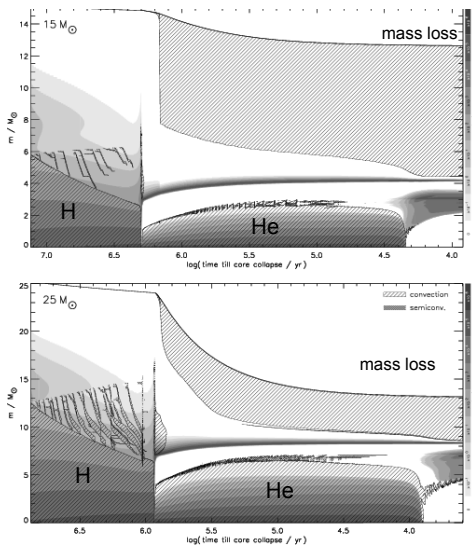 15 M⊙
mass loss
m / M⊙
14
12
10
8
6
4
2
0
H
He
7.0 6.5 6.0 5.5 5.0 4.5 4.0
log(time till core collapse / yr)
25 M⊙
convection
semiconv.
mass loss
m / M⊙
25
20
15
10
5
0
H
He
6.5 6.0 5.5 5.0 4.5 4.0
log(time till core collapse / yr)